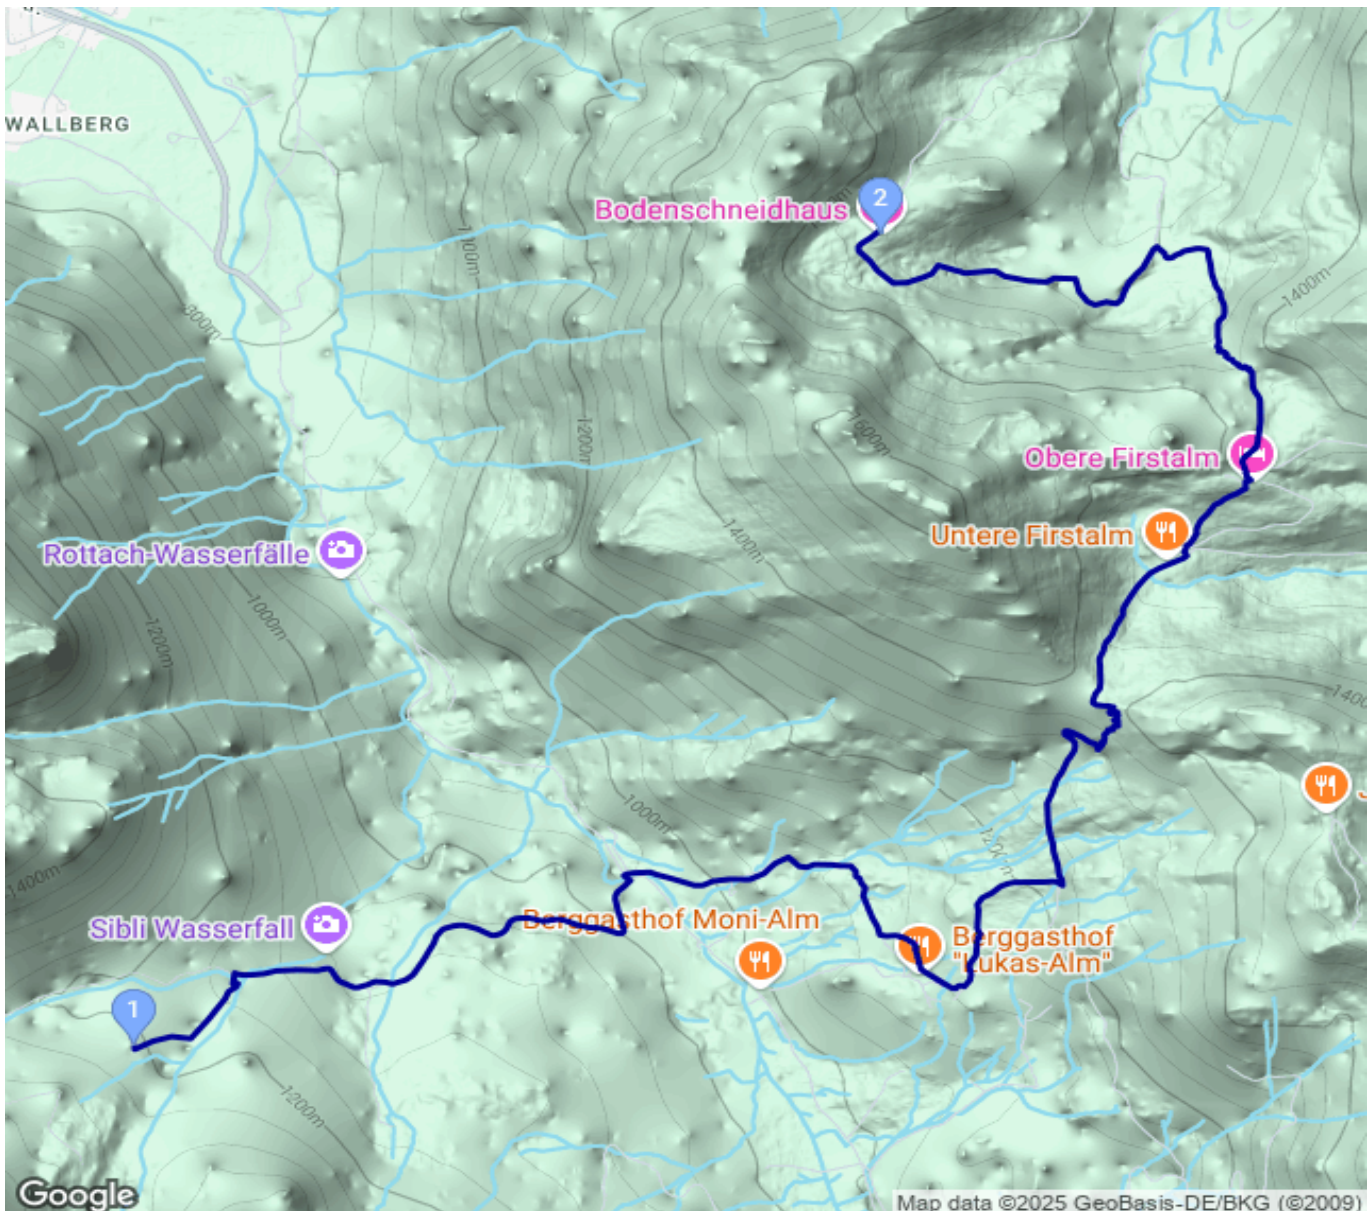 WALLBERG
2
Bodenschneidhaus
1100m
1400m
900m
1600m
1200m
Obere Firstalm
Untere Firstalm
1400m
Rottach-Wasserfälle
1000m
1200m
1000m
1200m
1400m
Sibli Wasserfall
Berggasthof Moni-Alm
Berggasthof
"Lukas-Alm"
1
1200m
Google
Map data ©2025 GeoBasis-DE/BKG (©2009)